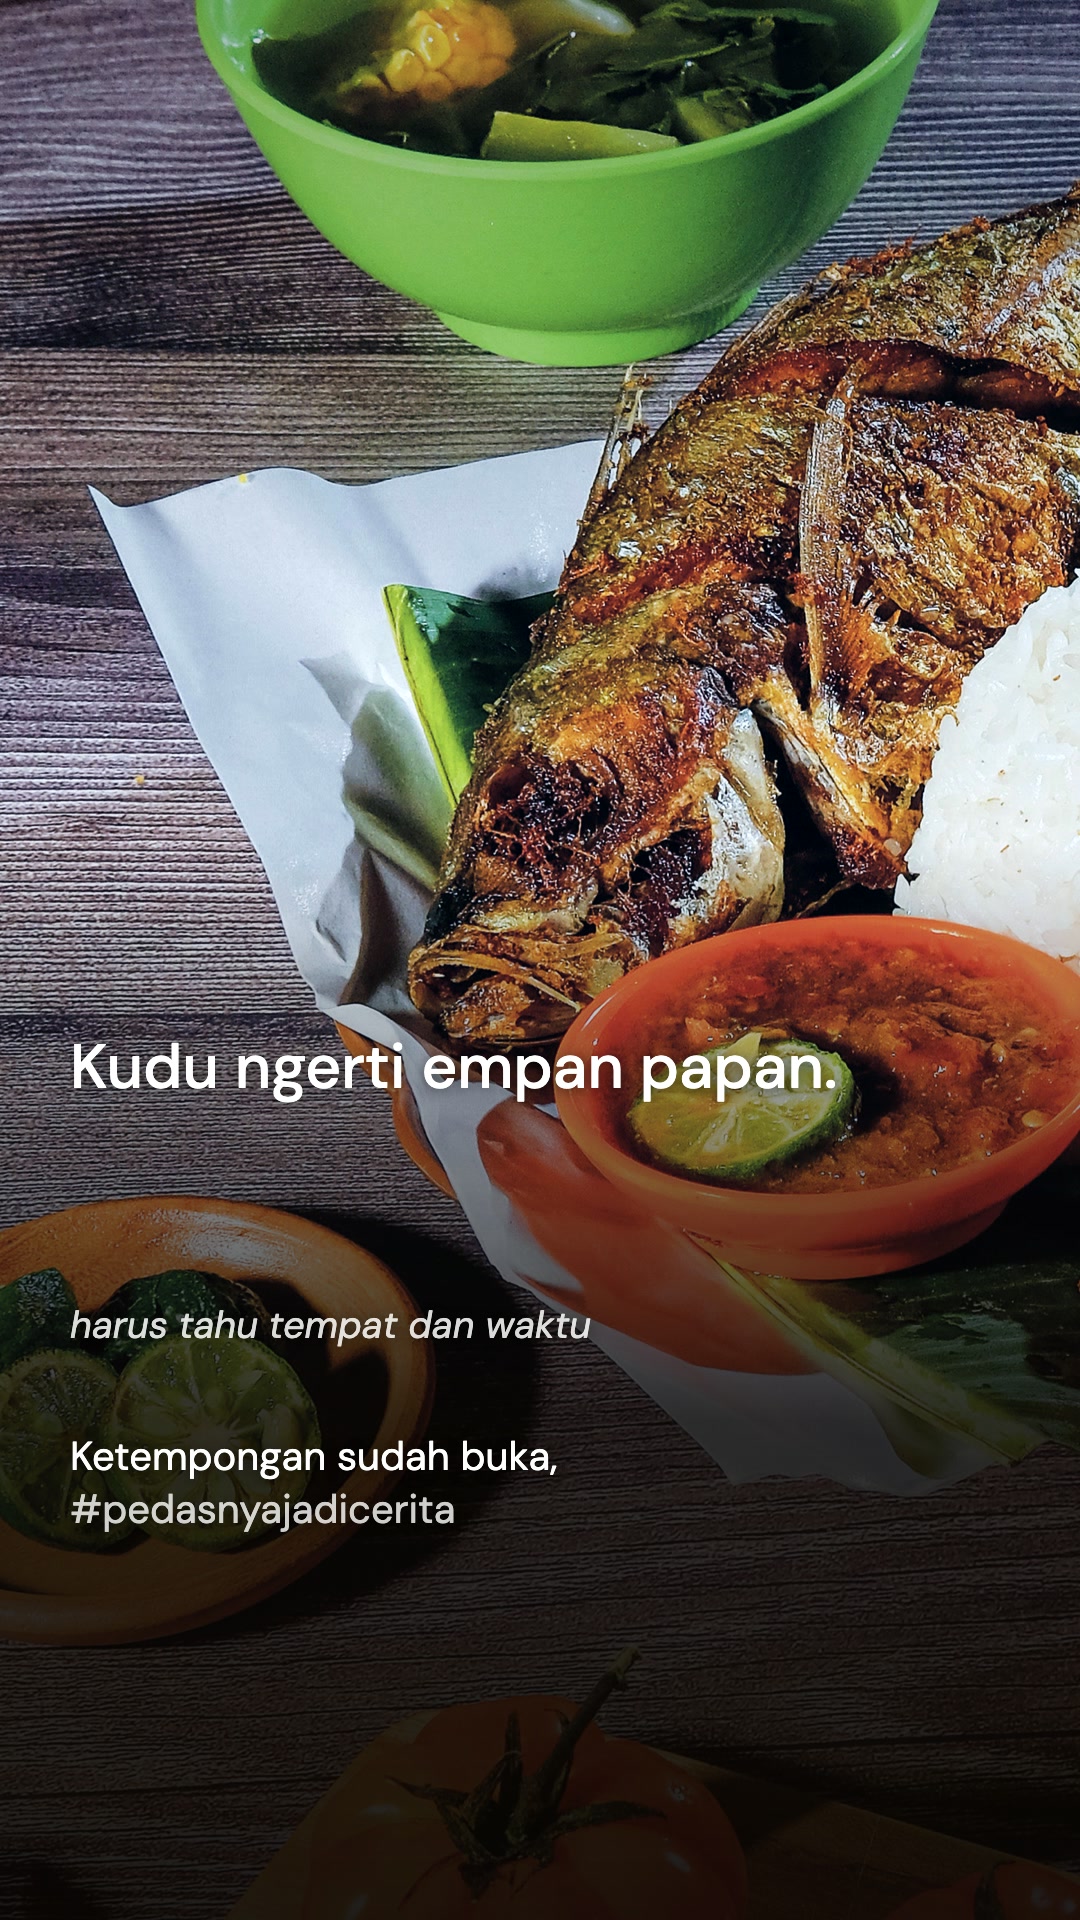 Kudu ngerti empan papan.
harus tahu tempat dan waktu
Ketempongan sudah buka,
#pedasnyajadicerita